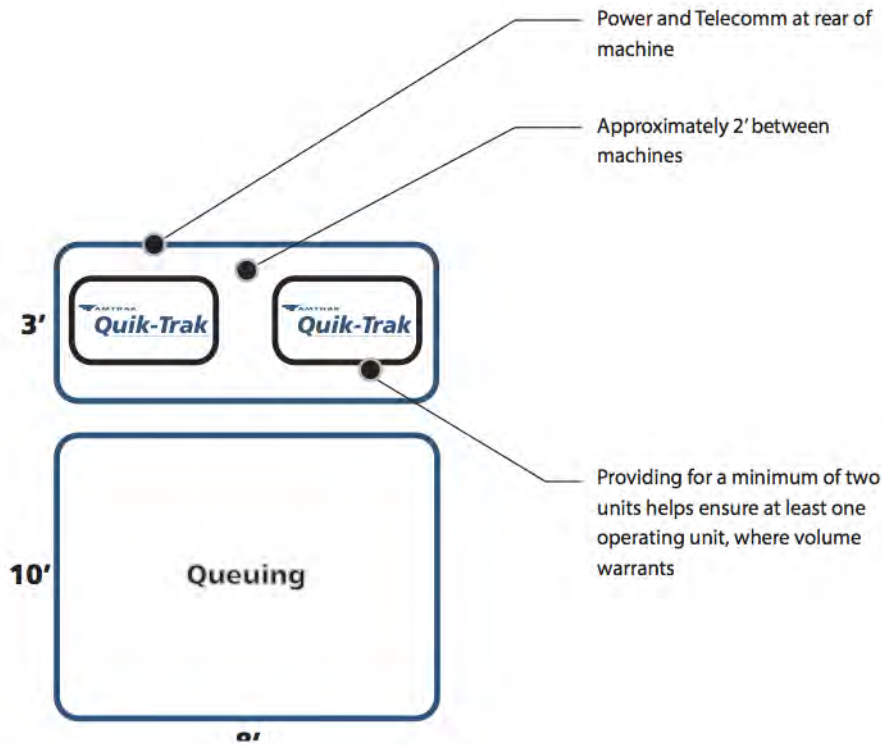 Power and Telecomm at rear of
machine
Approximately 2' between
machines
3'
AMTRAK
Quik-Trak
AMTRAK
Quik-Trak
Providing for a minimum of two
units helps ensure at least one
operating unit, where volume
warrants
10'
Queuing
8'